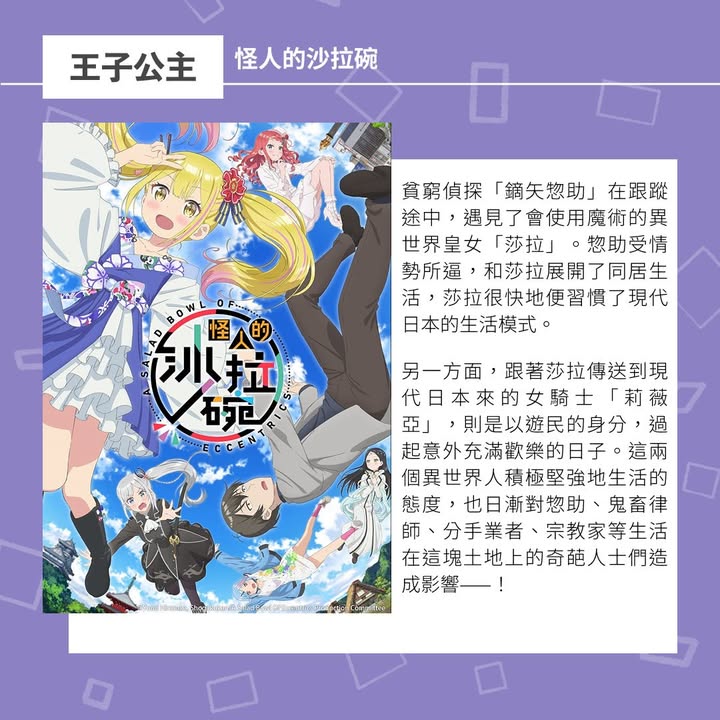 王子公主
怪人的沙拉碗
A SALAD BOWL OF
怪人的
沙拉
碗
ECCENTRICS
貧窮偵探「鏑矢惣助」在跟蹤
途中，遇見了會使用魔術的異
世界皇女「莎拉」。惣助受情
勢所逼，和莎拉展開了同居生
活，莎拉很快地便習慣了現代
日本的生活模式。
另一方面，跟著莎拉傳送到現
代日本來的女騎士「莉薇
亞」，則是以遊民的身分，過
起意外充滿歡樂的日子。這兩
個異世界人積極堅強地生活的
態度，也日漸對惣助、鬼畜律
師、分手業者、宗教家等生活
在這塊土地上的奇葩人士們造
成影響——！